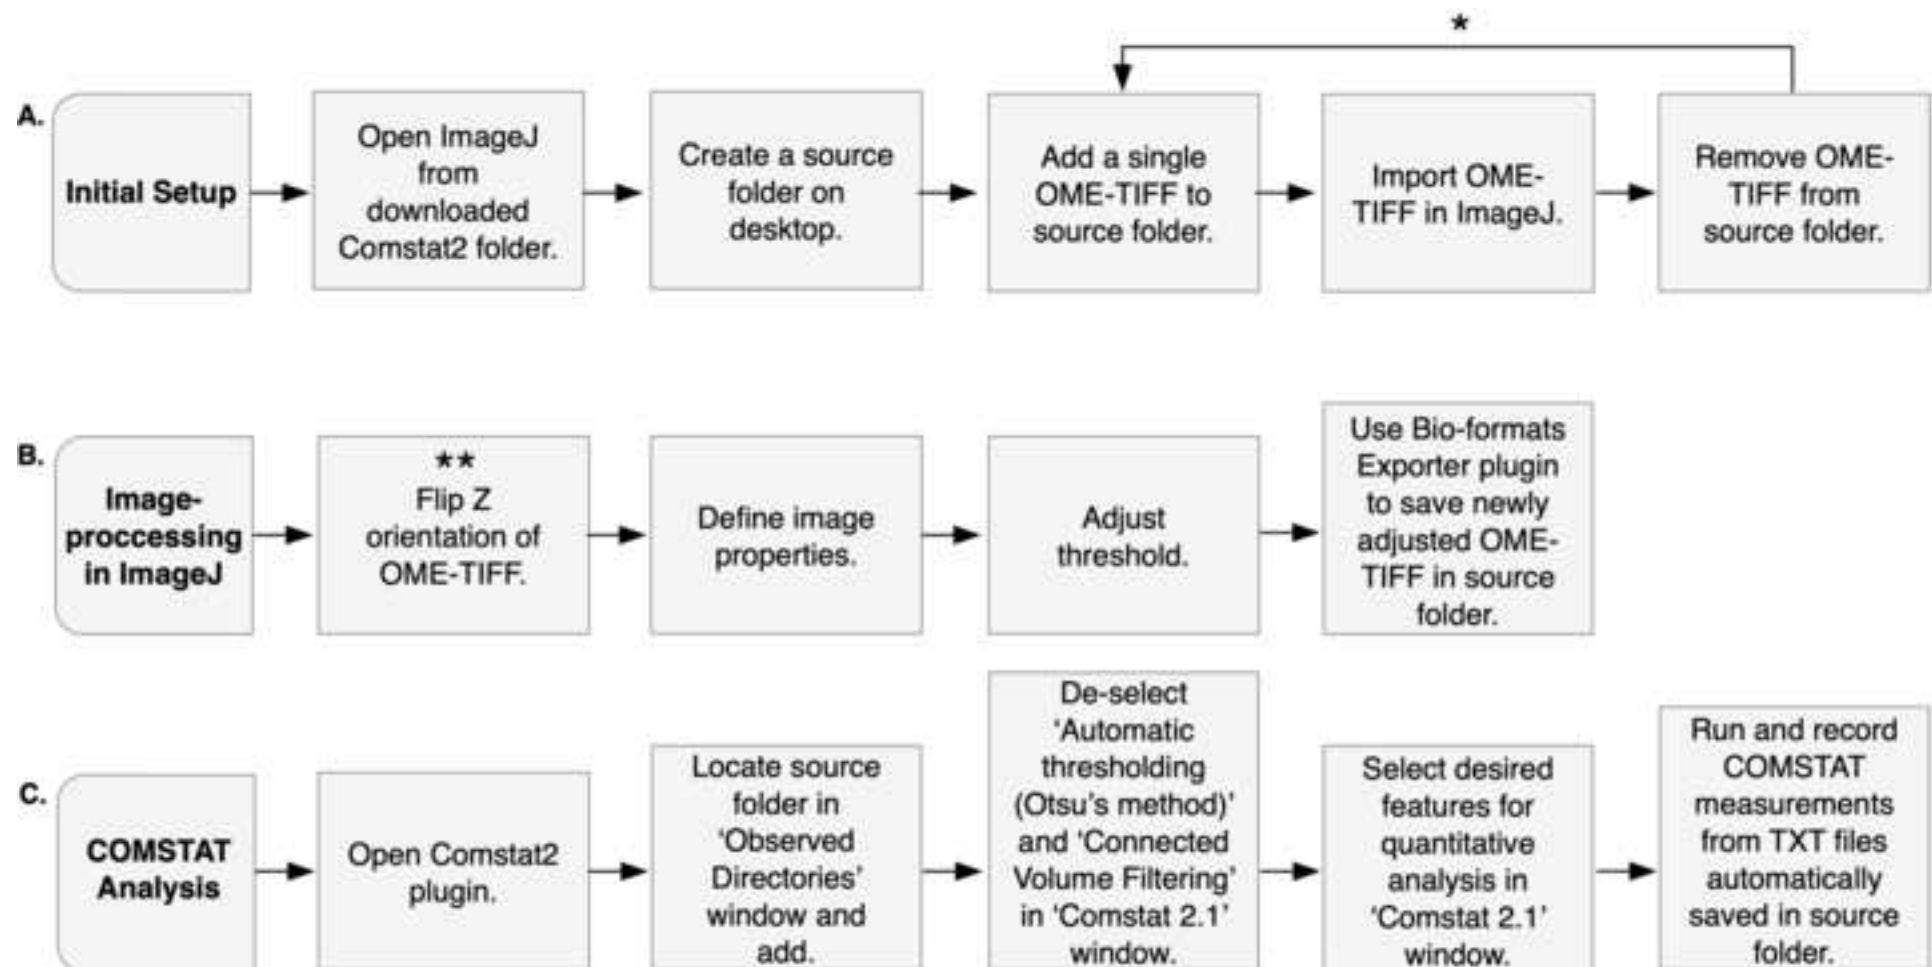 *
A.
Initial Setup
Open ImageJ
from
downloaded
Comstat2 folder.
Create a source
folder on
desktop.
Add a single
OME-TIFF to
source folder.
Import OME-
TIFF in ImageJ.
Remove OME-
TIFF from
source folder.
B.
Image-
proccessing
in ImageJ
**
Flip Z
orientation of
OME-TIFF.
Define image
properties.
Adjust
threshold.
Use Bio-formats
Exporter plugin
to save newly
adjusted OME-
TIFF in source
folder.
C.
COMSTAT
Analysis
Open Comstat2
plugin.
Locate source
folder in
‘Observed
Directories’
window and
add.
De-select
‘Automatic
thresholding
(Otsu’s method)’
and ‘Connected
Volume Filtering’
in ‘Comstat 2.1’
window.
Select desired
features for
quantitative
analysis in
‘Comstat 2.1’
window.
Run and record
COMSTAT
measurements
from TXT files
automatically
saved in source
folder.